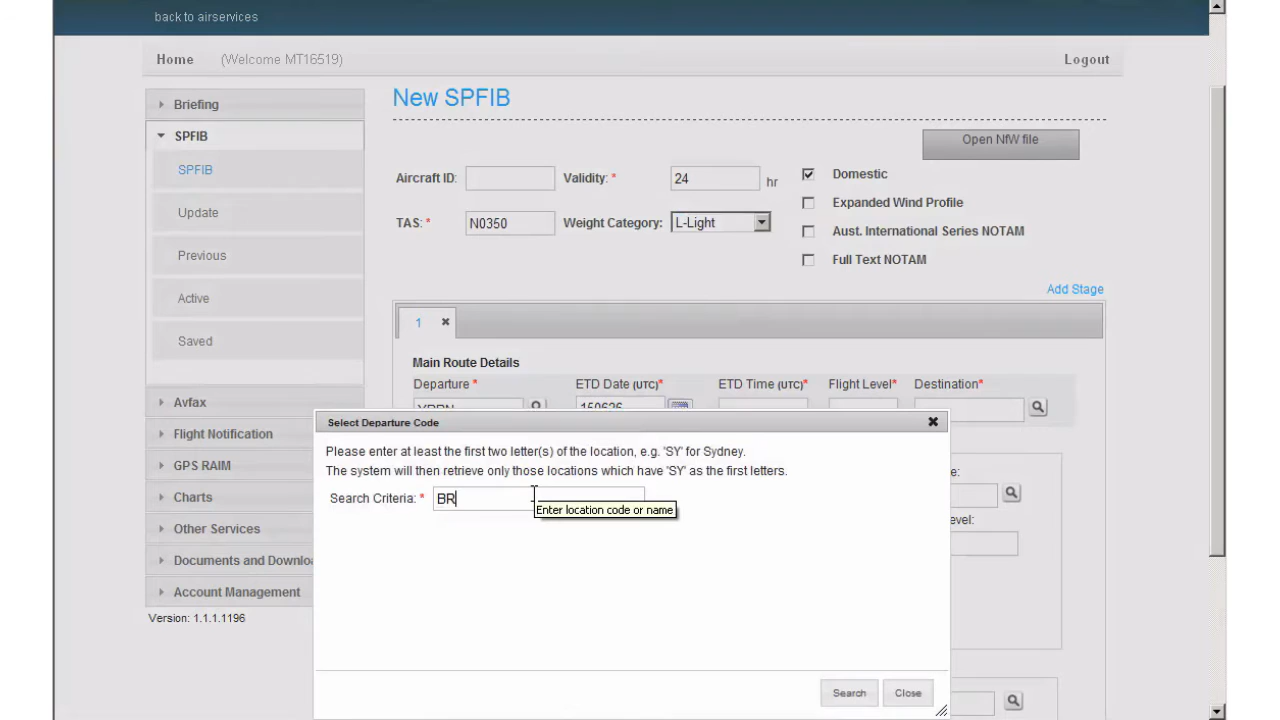 back to airservices
Home (Welcome MT16519) Logout
Briefing
SPFIB
SPFIB
Update
Previous
Active
Saved
Avfax
Flight Notification
GPS RAIM
Charts
Other Services
Documents and Downloa
Account Management
Version: 1.1.1.1196
New SPFIB
Open NfW file
Aircraft ID: Validity: * 24 hr
TAS: * N0350 Weight Category: L-Light
Domestic
Expanded Wind Profile
Aust. International Series NOTAM
Full Text NOTAM
Add Stage
1
Main Route Details
Departure * ETD Date (UTC)* ETD Time (UTC)* Flight Level* Destination*
150626
e:
evel:
Select Departure Code
Please enter at least the first two letter(s) of the location, e.g. 'SY' for Sydney.
The system will then retrieve only those locations which have 'SY' as the first letters.
Search Criteria: * BR
Enter location code or name
Search Close